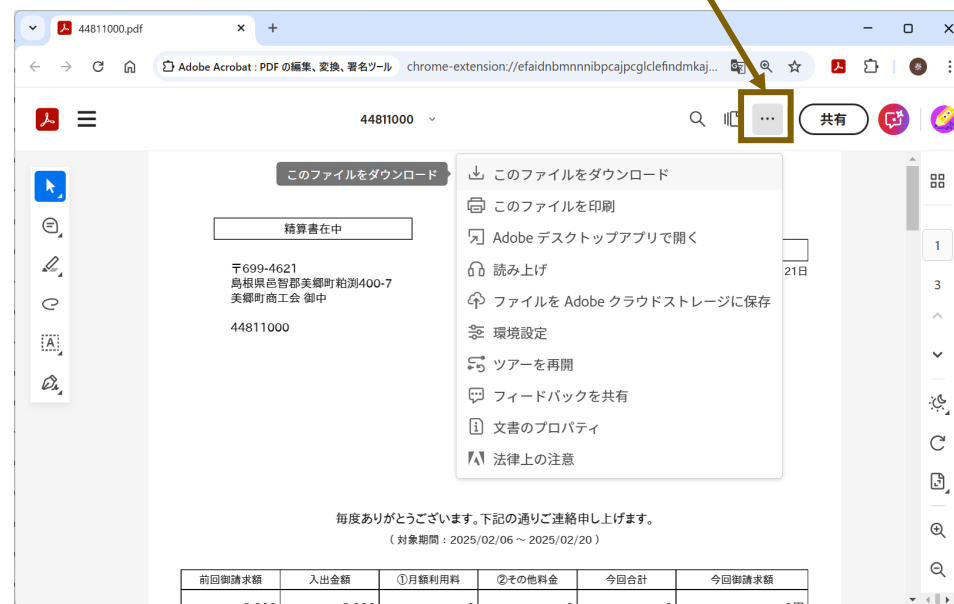 44811000.pdf
Adobe Acrobat : PDF の編集、変換、署名ツール
chrome-extension://efaidnbmnnnibpcajpcglclefindmkaj...
44811000
共有
このファイルをダウンロード
このファイルをダウンロード
このファイルを印刷
Adobe デスクトップアプリで開く
読み上げ
ファイルを Adobe クラウドストレージに保存
環境設定
ツアーを再開
フィードバックを共有
文書のプロパティ
法律上の注意
精算書在中
21日
〒699-4621
島根県邑智郡美郷町粕渕400-7
美郷町商工会 御中
44811000
1
3
毎度ありがとうございます。下記の通りご連絡申し上げます。
( 対象期間:2025/02/06 ~ 2025/02/20 )
前回御請求額 入出金額 ①月額利用料 ②その他料金 今回合計 今回御請求額